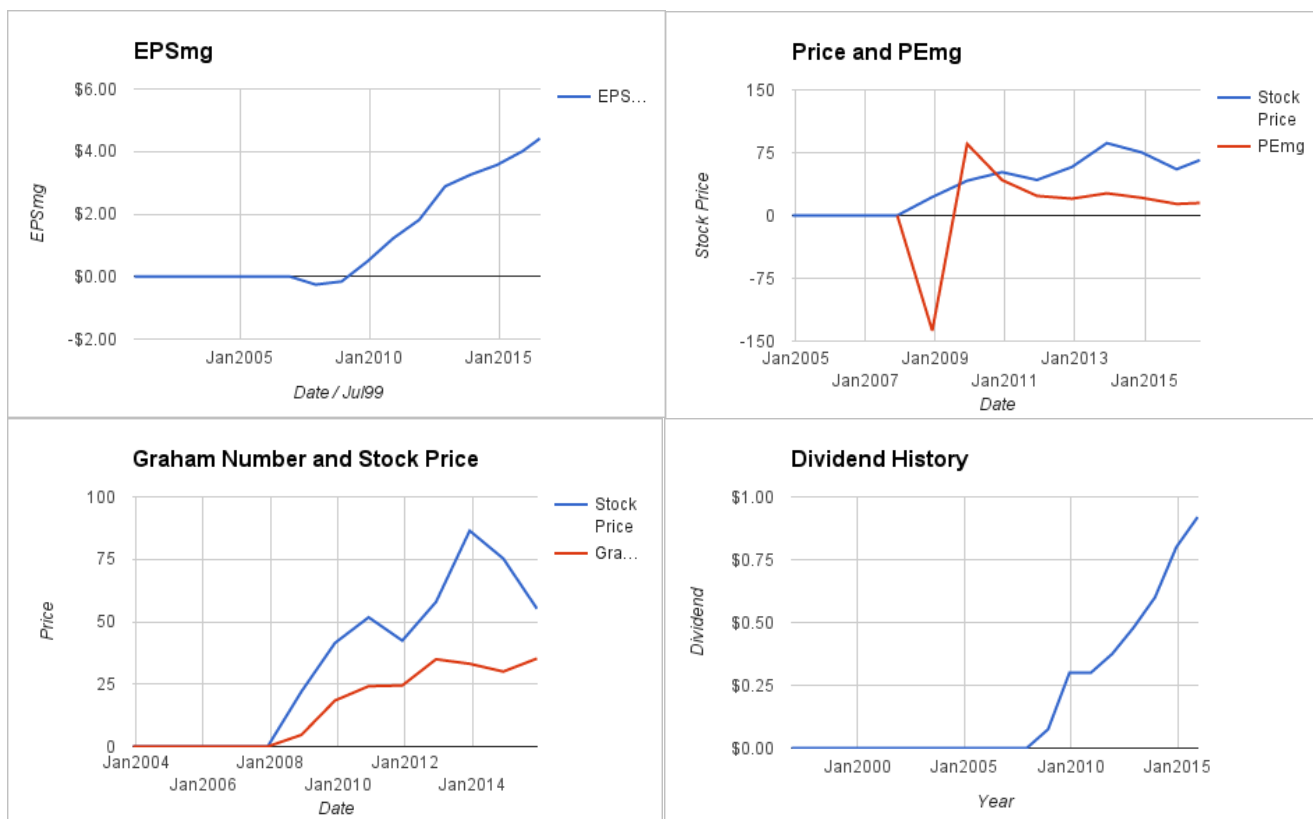 EPSmg
$6.00
$4.00
$2.00
$0.00
-$2.00
EPSmg
Jan2005
Jan2010
Jan2015
Date / Jul99
EPS…
Price and PEmg
150
75
0
-75
-150
Stock Price
Jan2005
Jan2007
Jan2009
Jan2011
Jan2013
Jan2015
Date
Stock
Price
PEmg
Graham Number and Stock Price
100
75
50
25
0
Price
Jan2004
Jan2006
Jan2008
Jan2010
Jan2012
Jan2014
Date
Stock
Price
Gra…
Dividend History
$1.00
$0.75
$0.50
$0.25
$0.00
Dividend
Jan2000
Jan2005
Jan2010
Jan2015
Year